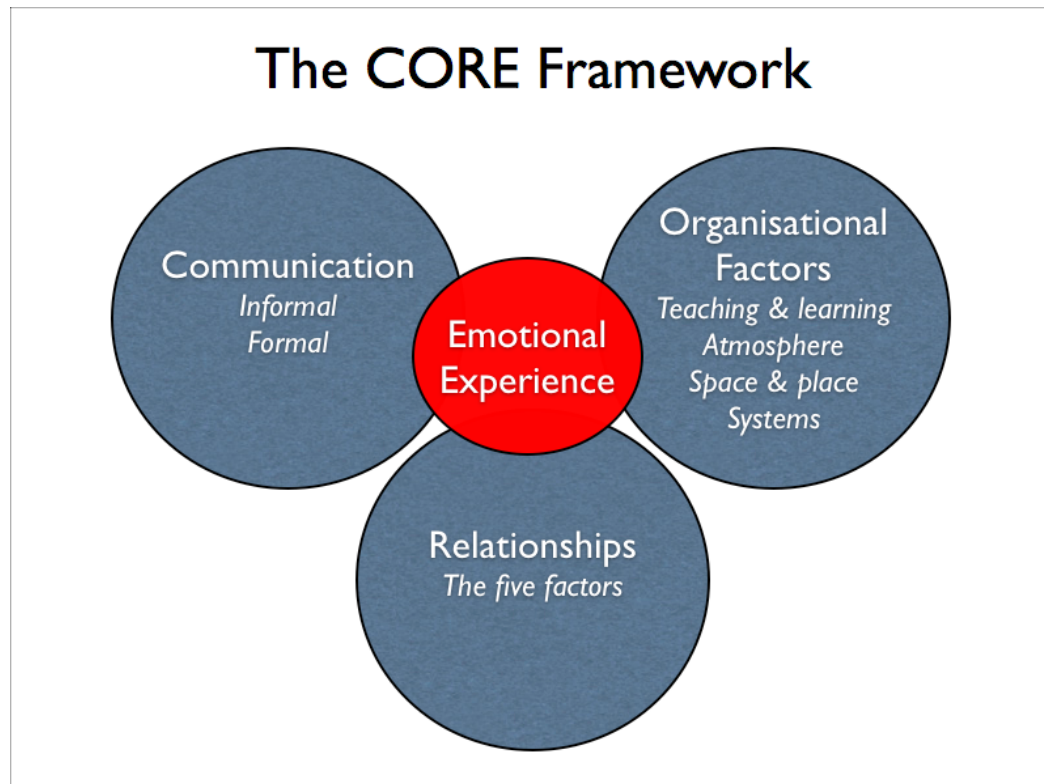 The CORE Framework
Communication
Informal
Formal
Organisational
Factors
Teaching & learning
Atmosphere
Space & place
Systems
Emotional
Experience
Relationships
The five factors